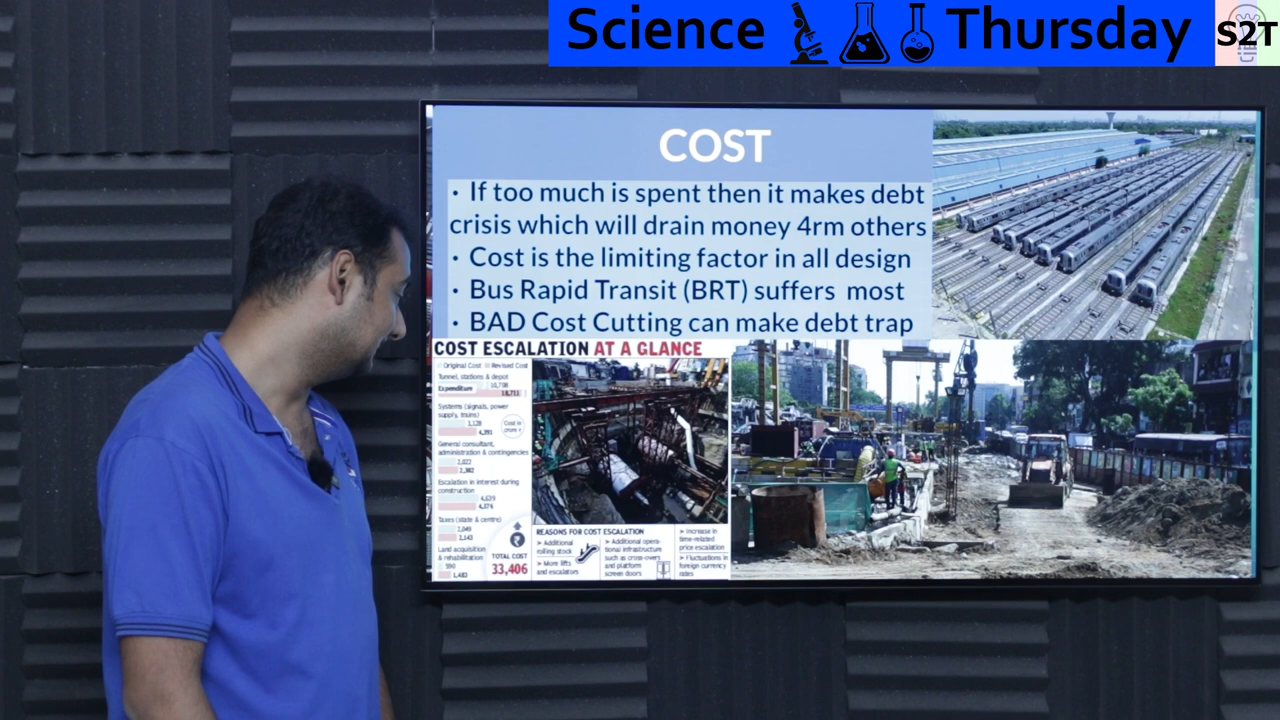 Science Thursday
S2T
COST
· If too much is spent then it makes debt
crisis which will drain money 4rm others
· Cost is the limiting factor in all design
· Bus Rapid Transit (BRT) suffers most
· BAD Cost Cutting can make debt trap
COST ESCALATION AT A GLANCE
Original Cost Revised Cost
Tunnel, stations & depot
Expenditure
Systems (signals, power
supply, trains)
General consultant,
administration & contingencies
2,022
Escalation in interest during
construction
Taxes (state & centre)
Land acquisition
& rehabilitation
TOTAL COST
33,406
REASONS FOR COST ESCALATION
➤ Additional
rolling stock
➤ More lifts
and escalators
➤ Additional opera-
tional infrastructure
such as cross-overs
and platform
screen doors
➤ Increase in
time-related
price escalation
➤ Fluctuations in
foreign currency
rates